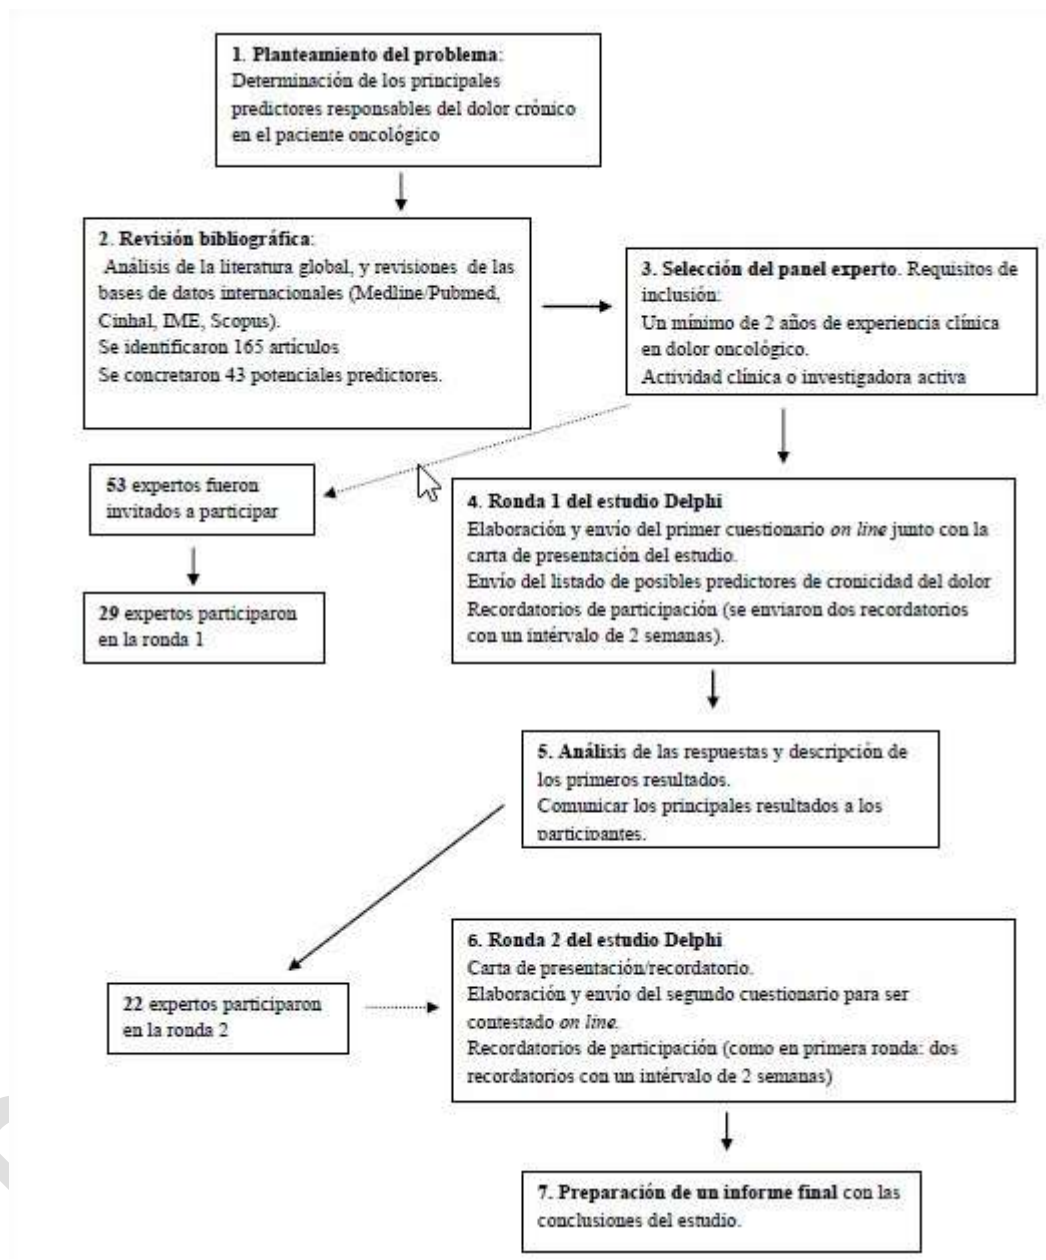 1. Planteamiento del problema:
Determinación de los principales
predictores responsables del dolor crónico
en el paciente oncológico
2. Revisión bibliográfica:
Análisis de la literatura global, y revisiones de las
bases de datos internacionales (Medline/Pubmed,
Cinhal, IME, Scopus).
Se identificaron 165 artículos
Se concretaron 43 potenciales predictores.
3. Selección del panel experto. Requisitos de
inclusión:
Un mínimo de 2 años de experiencia clínica
en dolor oncológico.
Actividad clínica o investigadora activa
53 expertos fueron
invitados a participar
29 expertos participaron
en la ronda 1
4. Ronda 1 del estudio Delphi
Elaboración y envío del primer cuestionario on line junto con la
carta de presentación del estudio.
Envío del listado de posibles predictores de cronicidad del dolor
Recordatorios de participación (se enviaron dos recordatorios
con un intérvalo de 2 semanas).
5. Análisis de las respuestas y descripción de
los primeros resultados.
Comunicar los principales resultados a los
participantes.
22 expertos participaron
en la ronda 2
6. Ronda 2 del estudio Delphi
Carta de presentación/recordatorio.
Elaboración y envío del segundo cuestionario para ser
contestado on line.
Recordatorios de participación (como en primera ronda: dos
recordatorios con un intérvalo de 2 semanas)
7. Preparación de un informe final con las
conclusiones del estudio.